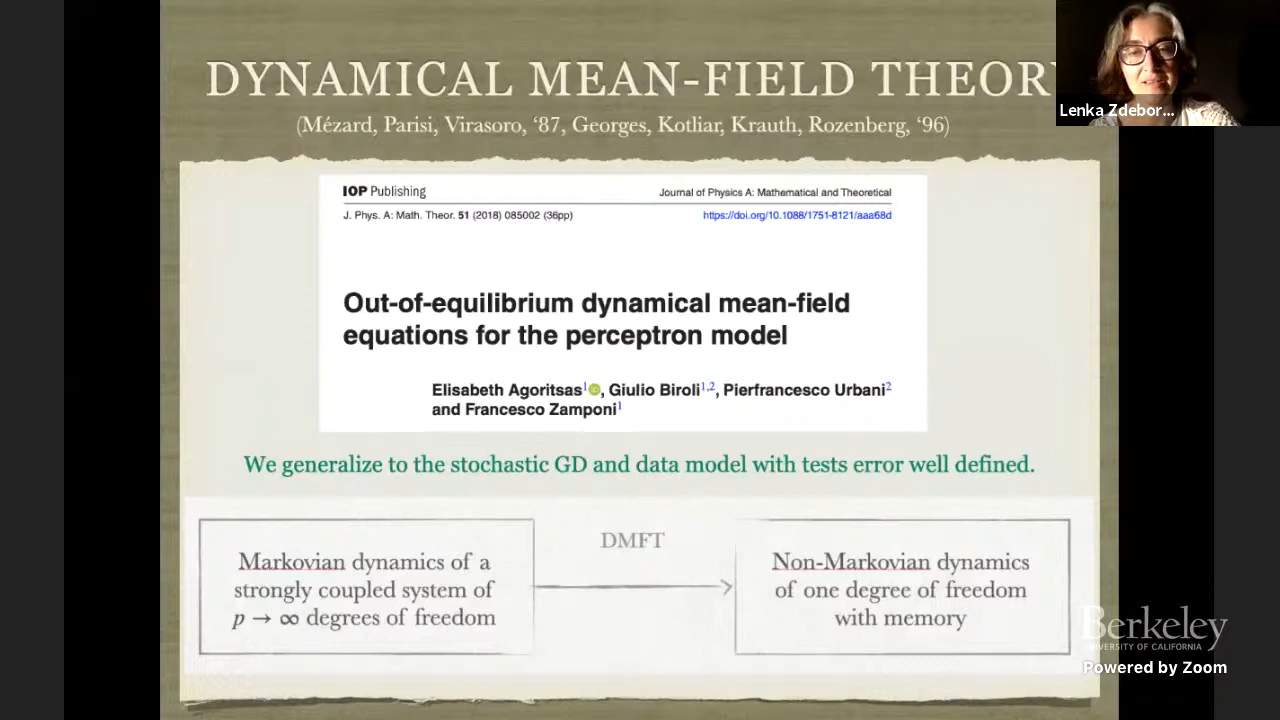 DYNAMICAL MEAN-FIELD THEORY
(Mézard, Parisi, Virasoro, ‘87, Georges, Kotliar, Krauth, Rozenberg, ‘96)
Lenka Zdebor...
IOP Publishing
Journal of Physics A: Mathematical and Theoretical
J. Phys. A: Math. Theor. 51 (2018) 085002 (36pp)
https://doi.org/10.1088/1751-8121/aaa68d
Out-of-equilibrium dynamical mean-field
equations for the perceptron model
Elisabeth Agoritsas1, Giulio Biroli1,2, Pierfrancesco Urbani2
and Francesco Zamponi1
We generalize to the stochastic GD and data model with tests error well defined.
Markovian dynamics of a
strongly coupled system of
p → ∞ degrees of freedom
DMFT
Non-Markovian dynamics
of one degree of freedom
with memory
Berkeley
UNIVERSITY OF CALIFORNIA
Powered by Zoom